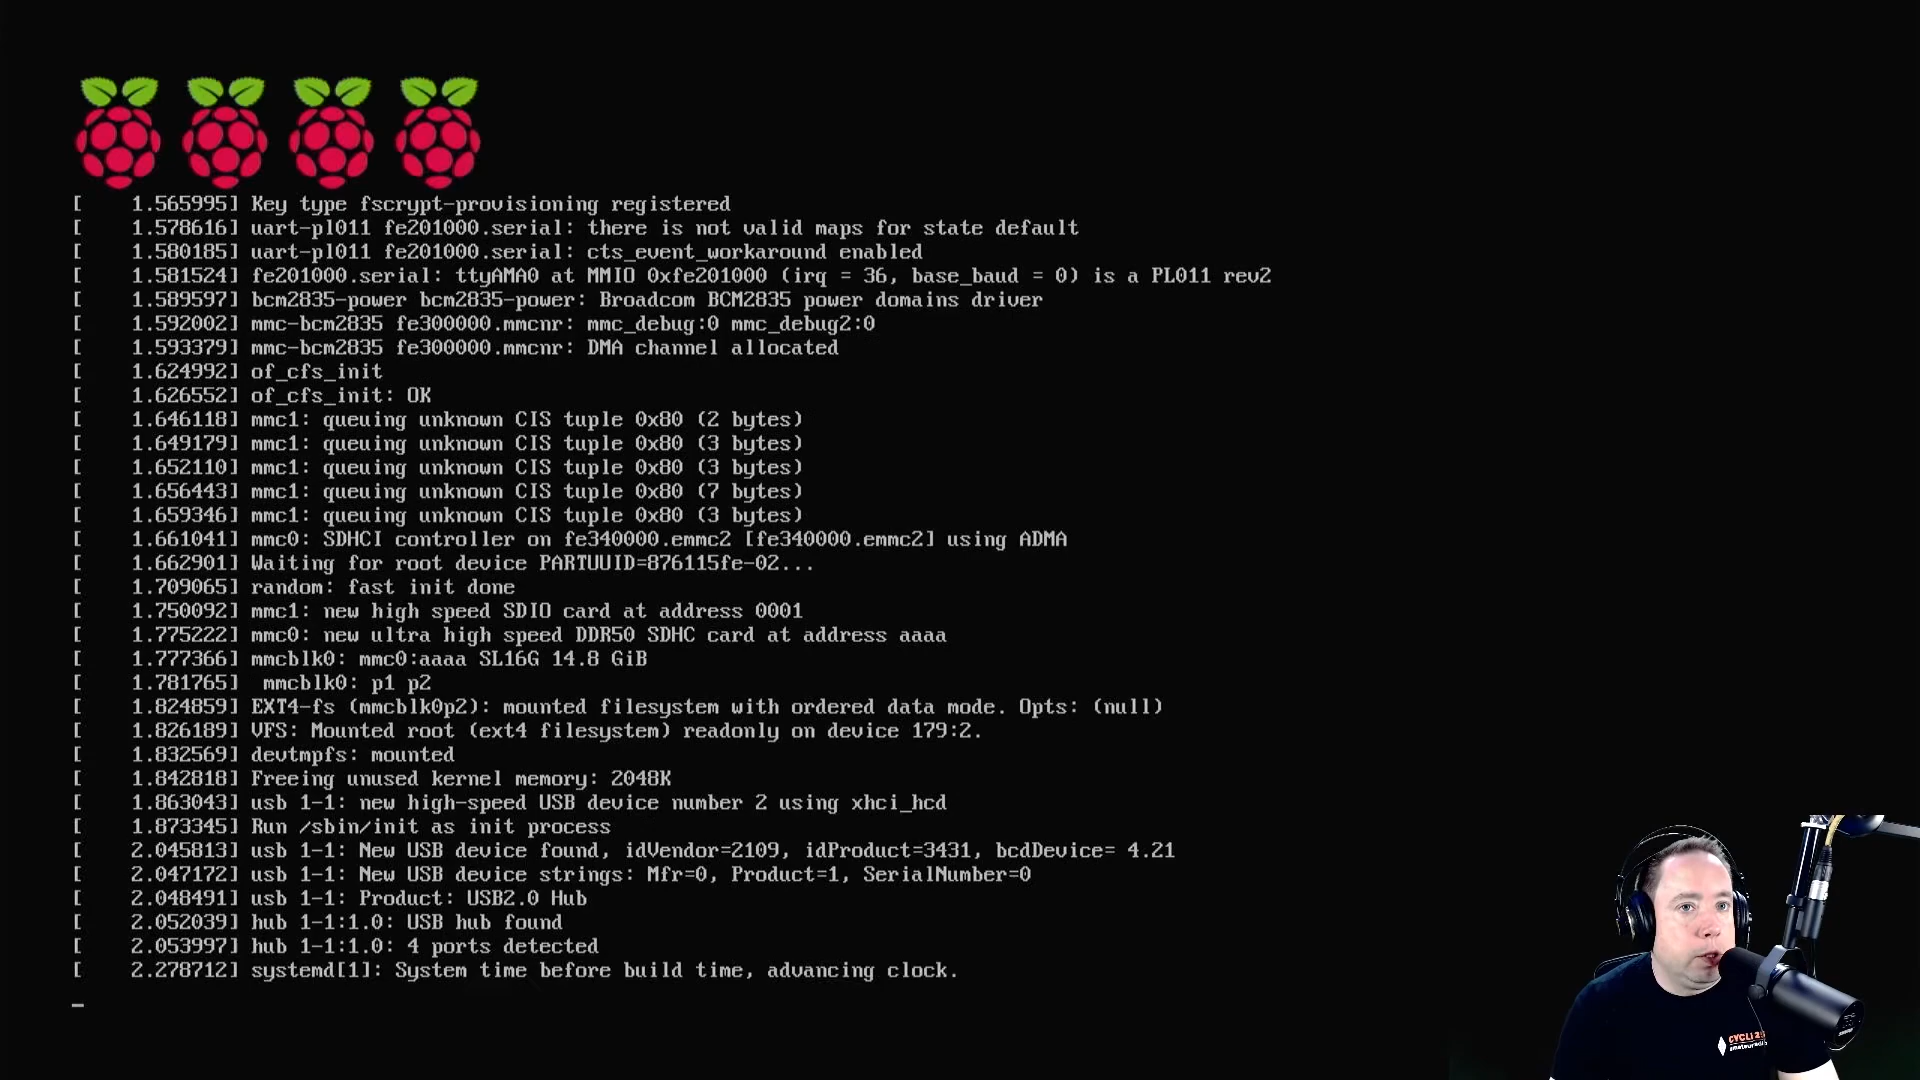 [    1.565995] Key type fscrypt-provisioning registered
[    1.578616] uart-pl011 fe201000.serial: there is not valid maps for state default
[    1.580185] uart-pl011 fe201000.serial: cts_event_workaround enabled
[    1.581524] fe201000.serial: ttyAMA0 at MMIO 0xfe201000 (irq = 36, base_baud = 0) is a PL011 rev2
[    1.589597] bcm2835-power bcm2835-power: Broadcom BCM2835 power domains driver
[    1.592002] mmc-bcm2835 fe300000.mmcnr: mmc_debug:0 mmc_debug2:0
[    1.593379] mmc-bcm2835 fe300000.mmcnr: DMA channel allocated
[    1.624992] of_cfs_init
[    1.626552] of_cfs_init: OK
[    1.646118] mmc1: queuing unknown CIS tuple 0x80 (2 bytes)
[    1.649179] mmc1: queuing unknown CIS tuple 0x80 (3 bytes)
[    1.652110] mmc1: queuing unknown CIS tuple 0x80 (3 bytes)
[    1.656443] mmc1: queuing unknown CIS tuple 0x80 (7 bytes)
[    1.659346] mmc1: queuing unknown CIS tuple 0x80 (3 bytes)
[    1.661041] mmc0: SDHCI controller on fe340000.emmc2 [fe340000.emmc2] using ADMA
[    1.662901] Waiting for root device PARTUUID=876115fe-02...
[    1.709065] random: fast init done
[    1.750092] mmc1: new high speed SDIO card at address 0001
[    1.775222] mmc0: new ultra high speed DDR50 SDHC card at address aaaa
[    1.777366] mmcblk0: mmc0:aaaa SL16G 14.8 GiB
[    1.781765]  mmcblk0: p1 p2
[    1.824859] EXT4-fs (mmcblk0p2): mounted filesystem with ordered data mode. Opts: (null)
[    1.826189] VFS: Mounted root (ext4 filesystem) readonly on device 179:2.
[    1.832569] devtmpfs: mounted
[    1.842818] Freeing unused kernel memory: 2048K
[    1.863043] usb 1-1: new high-speed USB device number 2 using xhci_hcd
[    1.873345] Run /sbin/init as init process
[    2.045813] usb 1-1: New USB device found, idVendor=2109, idProduct=3431, bcdDevice= 4.21
[    2.047172] usb 1-1: New USB device strings: Mfr=0, Product=1, SerialNumber=0
[    2.048491] usb 1-1: Product: USB2.0 Hub
[    2.052039] hub 1-1:1.0: USB hub found
[    2.053997] hub 1-1:1.0: 4 ports detected
[    2.278712] systemd[1]: System time before build time, advancing clock.
_